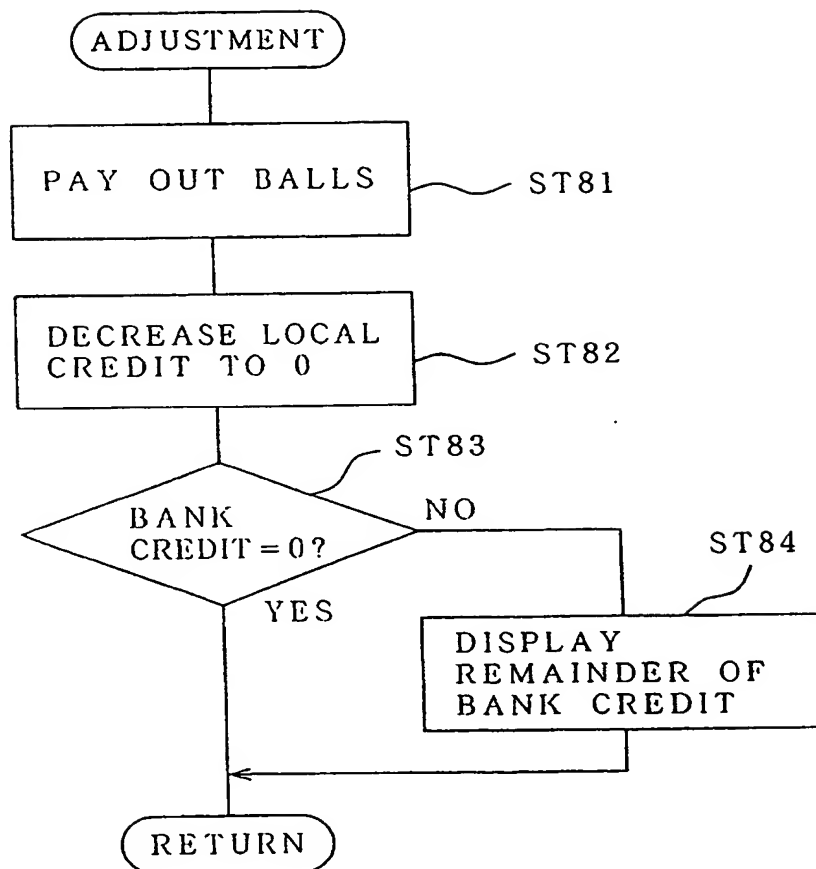 ADJUSTMENT
PAY OUT BALLS
ST81
DECREASE LOCAL
CREDIT TO 0
ST82
ST83
BANK
CREDIT=0?
NO
YES
ST84
DISPLAY
REMAINDER OF
BANK CREDIT
RETURN